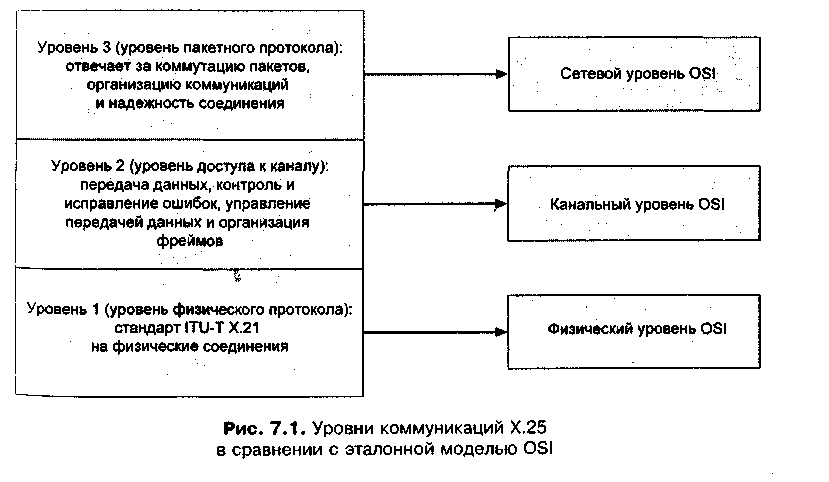 Уровень 3 (уровень пакетного протокола):
отвечает за коммутацию пакетов,
организацию коммуникаций
и надежность соединения
Сетевой уровень OSI
Уровень 2 (уровень доступа к каналу):
передача данных, контроль и
исправление ошибок, управление
передачей данных и организация
фреймов
Канальный уровень OSI
Уровень 1 (уровень физического протокола):
стандарт ITU-T X.21
на физические соединения
Физический уровень OSI
Рис. 7.1. Уровни коммуникаций X.25
в сравнении с эталонной моделью OSI